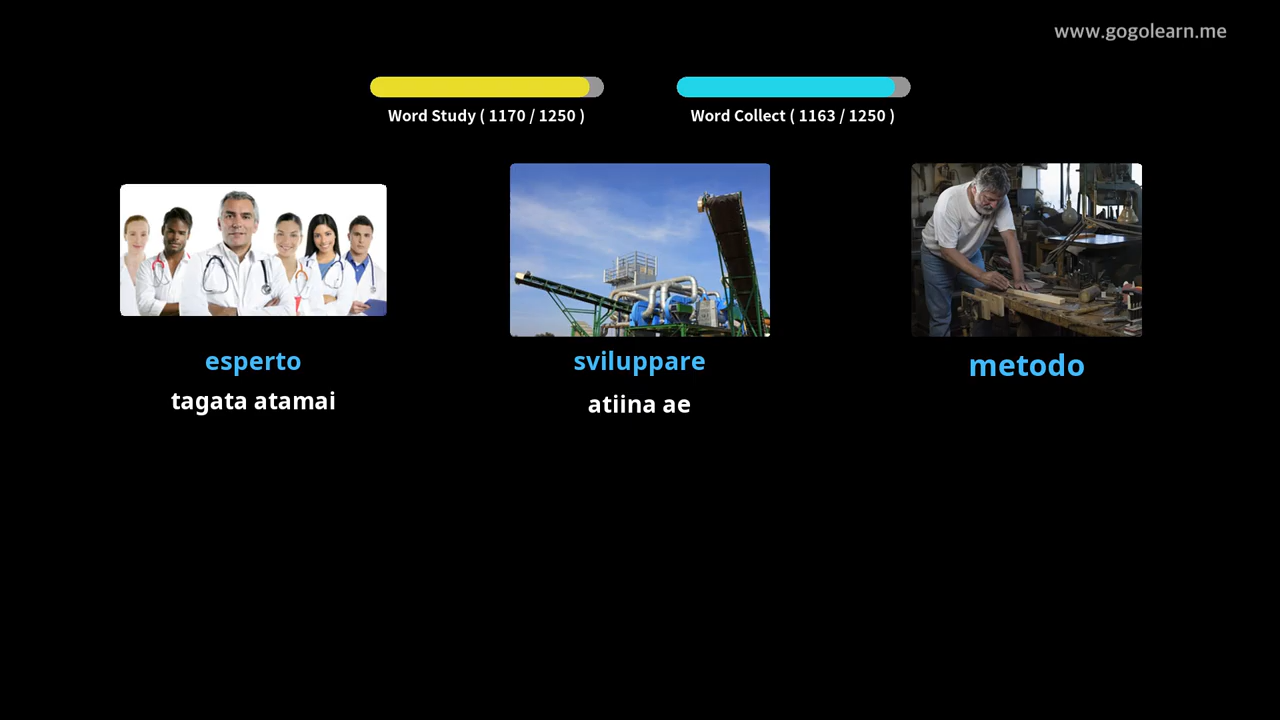 www.gogolearn.me
Word Study ( 1170 / 1250 )
Word Collect ( 1163 / 1250 )
esperto
sviluppare
metodo
tagata atamai
atiina ae